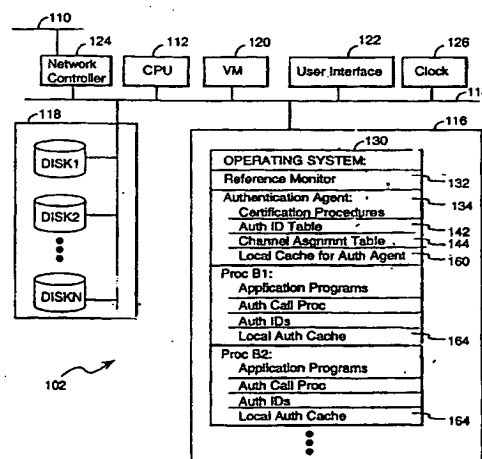 110
124
112
120
122
126
Network
Controller
CPU
VM
User Interface
Clock
118
116
DISK1
DISK2
DISKN
102
130
OPERATING SYSTEM:
Reference Monitor
132
Authentication Agent:
134
Certification Procedures
Auth ID Table
142
Channel Asgnmnt Table
144
Local Cache for Auth Agent
160
Proc B1:
Application Programs
Auth Call Proc
Auth IDs
Local Auth Cache
164
Proc B2:
Application Programs
Auth Call Proc
Auth IDs
Local Auth Cache
164